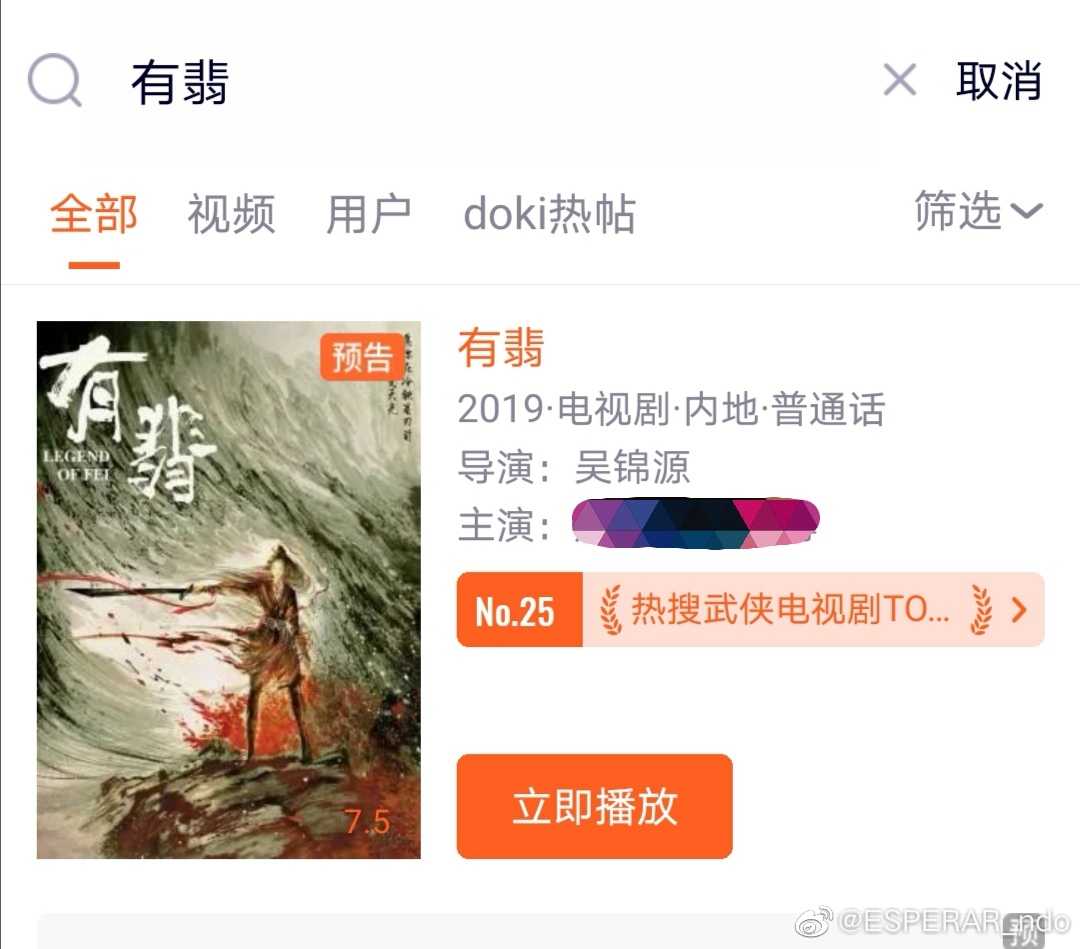 有翡
取消
全部
视频
用户
doki热帖
筛选
有翡
LEGEND
OF FEI
预告
7.5
有翡
2019·电视剧·内地·普通话
导演：吴锦源
主演：
No.25
热搜武侠电视剧TO...
立即播放
预
@ESPERAR_ndo